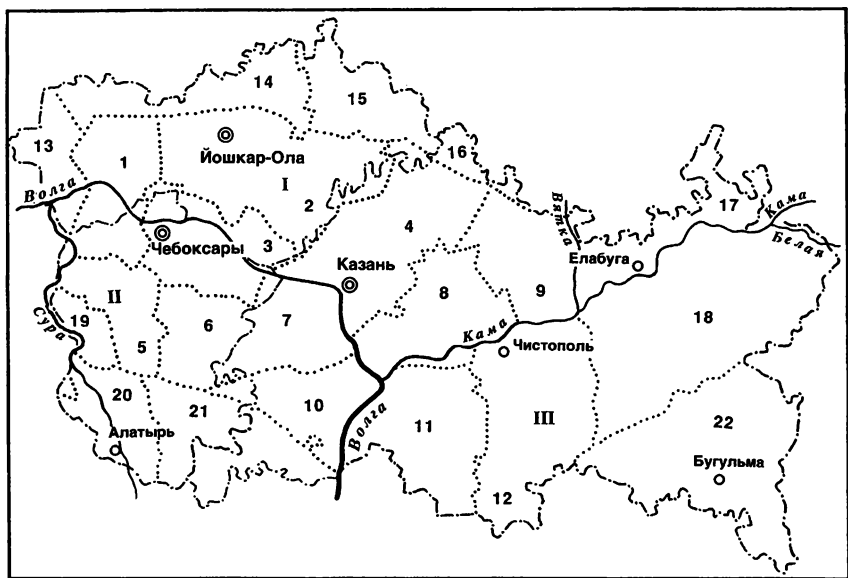 14
15
13
1
Йошкар-Ола
16
I
2
Волга
17
Вятка
Кама
Белая
4
3
Чебоксары
Елабуга
Казань
II
8
9
18
Сура
19
5
6
7
Кама
Чистополь
20
21
10
Волга
11
III
22
Алатырь
Бугульма
12